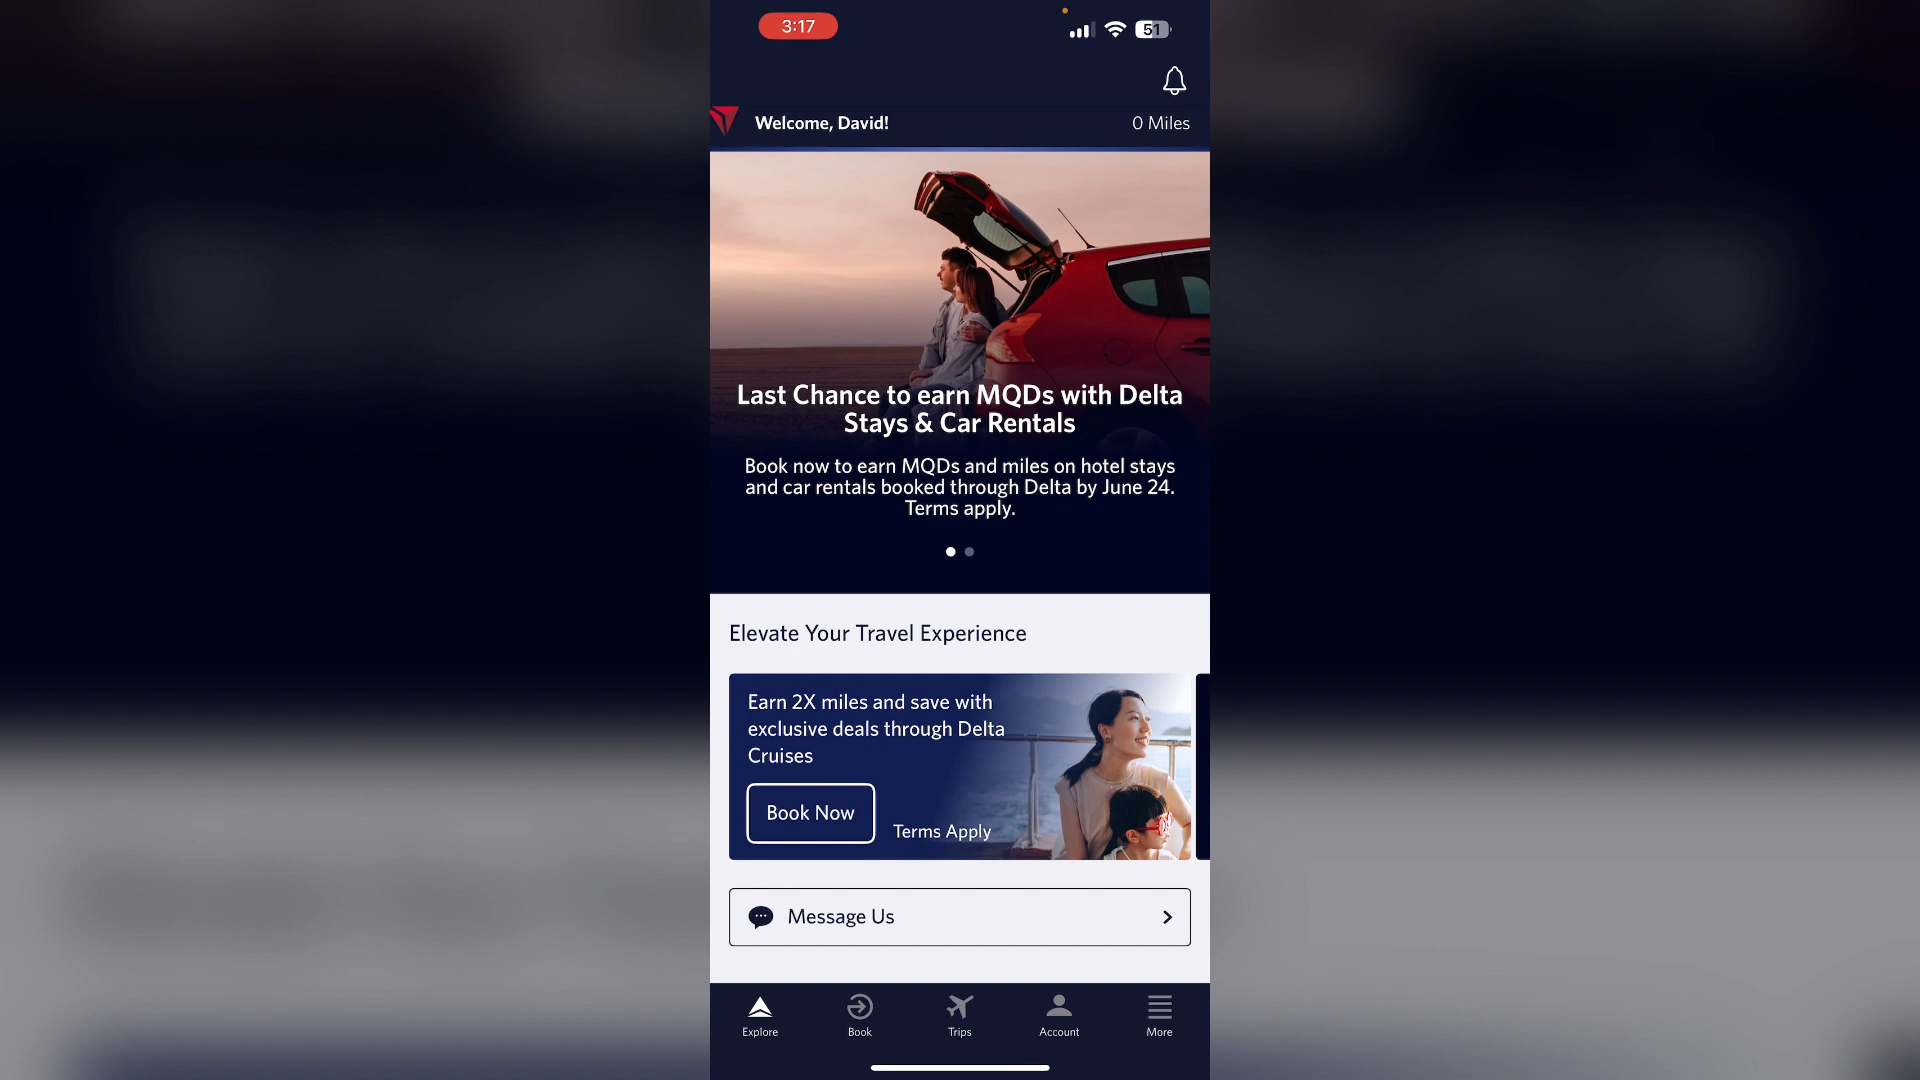 3:17
51
Welcome, David!
0 Miles
Last Chance to earn MQDs with Delta
Stays & Car Rentals
Book now to earn MQDs and miles on hotel stays
and car rentals booked through Delta by June 24.
Terms apply.
Elevate Your Travel Experience
Earn 2X miles and save with
exclusive deals through Delta
Cruises
Book Now
Terms Apply
Message Us
Explore
Book
Trips
Account
More